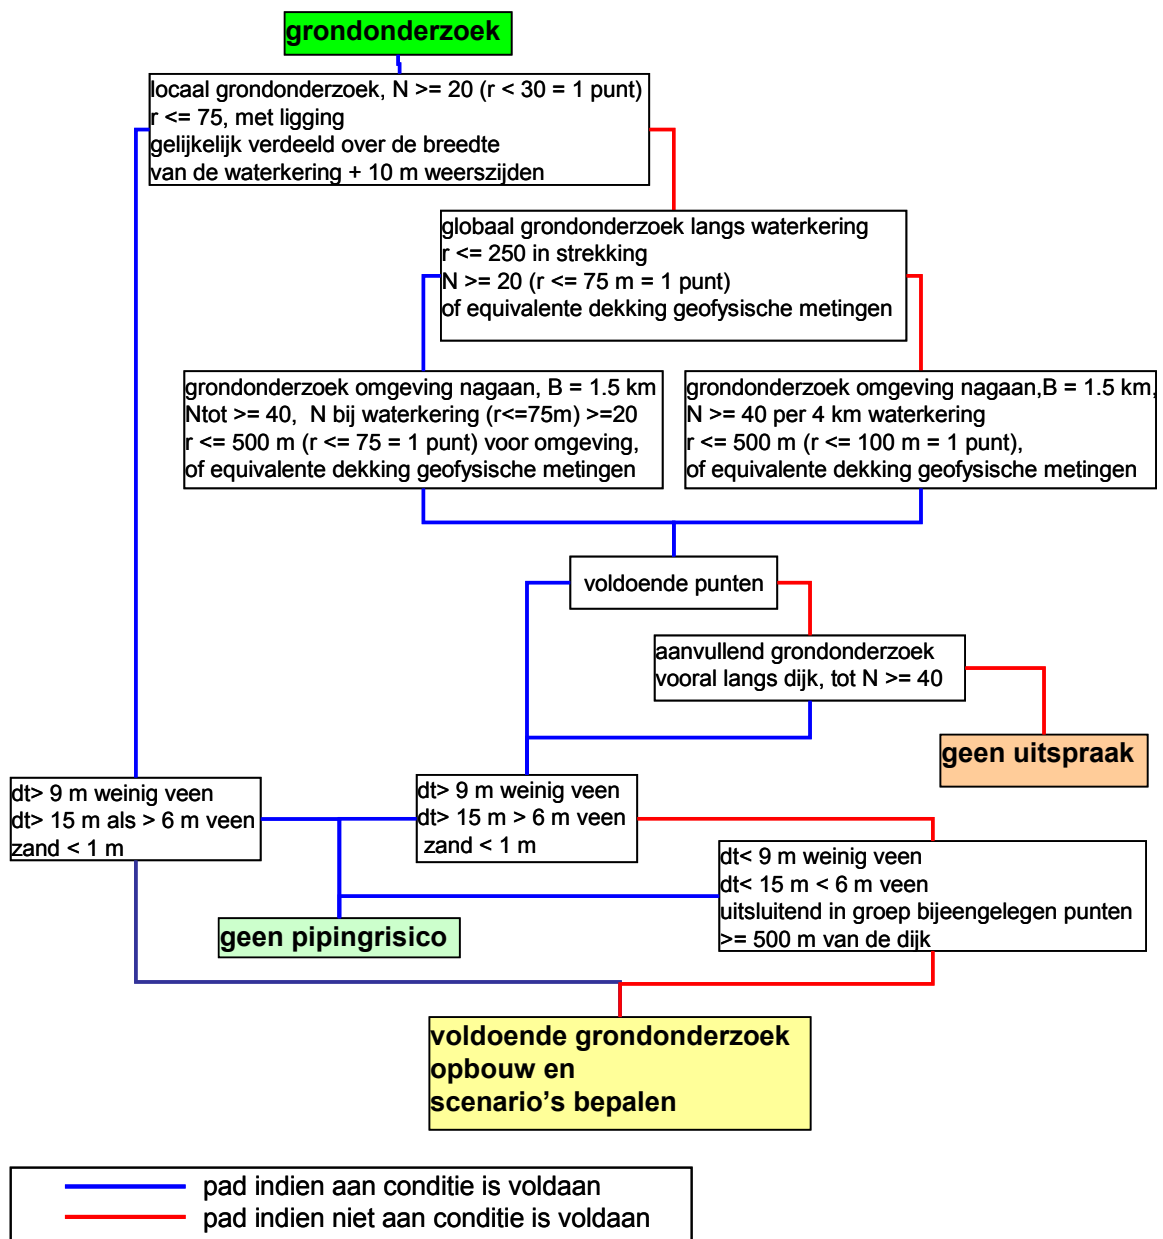 grondonderzoek
locaal grondonderzoek, N >= 20 (r < 30 = 1 punt)
r <= 75, met ligging
gelijkelijk verdeeld over de breedte
van de waterkering + 10 m weerszijden
globaal grondonderzoek langs waterkering
r <= 250 in strekking
N >= 20 (r <= 75 m = 1 punt)
of equivalente dekking geofysische metingen
grondonderzoek omgeving nagaan, B = 1.5 km
Ntot >= 40, N bij waterkering (r<=75m) >=20
r <= 500 m (r <= 75 = 1 punt) voor omgeving,
of equivalente dekking geofysische metingen
grondonderzoek omgeving nagaan,B = 1.5 km,
N >= 40 per 4 km waterkering
r <= 500 m (r <= 100 m = 1 punt),
of equivalente dekking geofysische metingen
voldoende punten
aanvullend grondonderzoek
vooral langs dijk, tot N >= 40
geen uitspraak
dt> 9 m weinig veen
dt> 15 m als > 6 m veen
zand < 1 m
dt> 9 m weinig veen
dt> 15 m > 6 m veen
zand < 1 m
dt< 9 m weinig veen
dt< 15 m < 6 m veen
uitsluitend in groep bijeengelegen punten
>= 500 m van de dijk
geen pipingrisico
voldoende grondonderzoek
opbouw en
scenario's bepalen
pad indien aan conditie is voldaan
pad indien niet aan conditie is voldaan